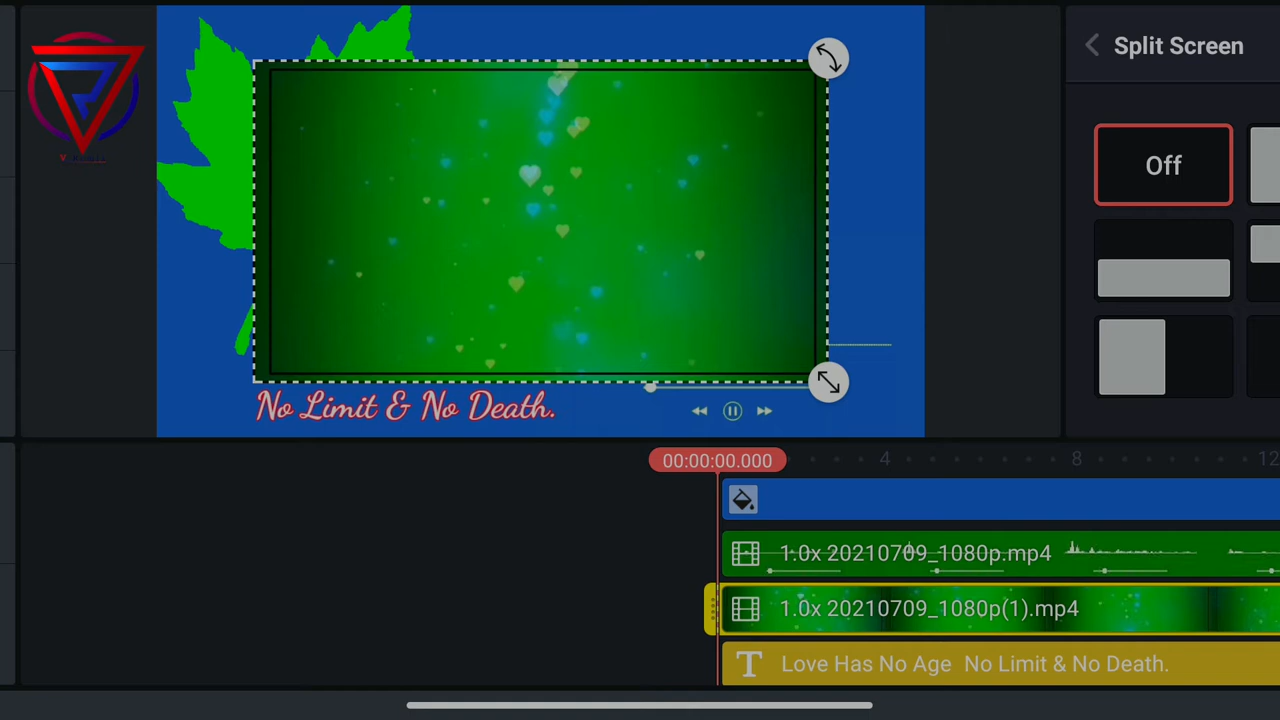 Split Screen
Off
No Limit & No Death.
00:00:00.000
4
8
12
1.0x 20210709_1080p.mp4
1.0x 20210709_1080p(1).mp4
T Love Has No Age No Limit & No Death.